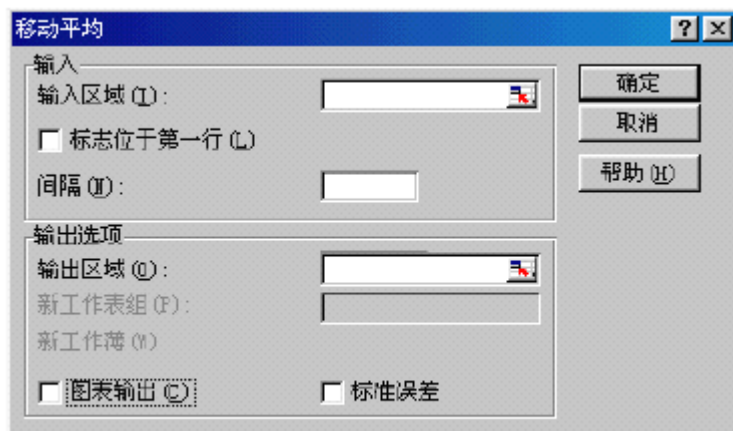 移动平均
输入
输入区域(I):
标志位于第一行(L)
间隔(N):
确定
取消
帮助(H)
输出选项
输出区域(O):
新工作表组(P):
新工作薄(W)
图表输出(C)
标准误差